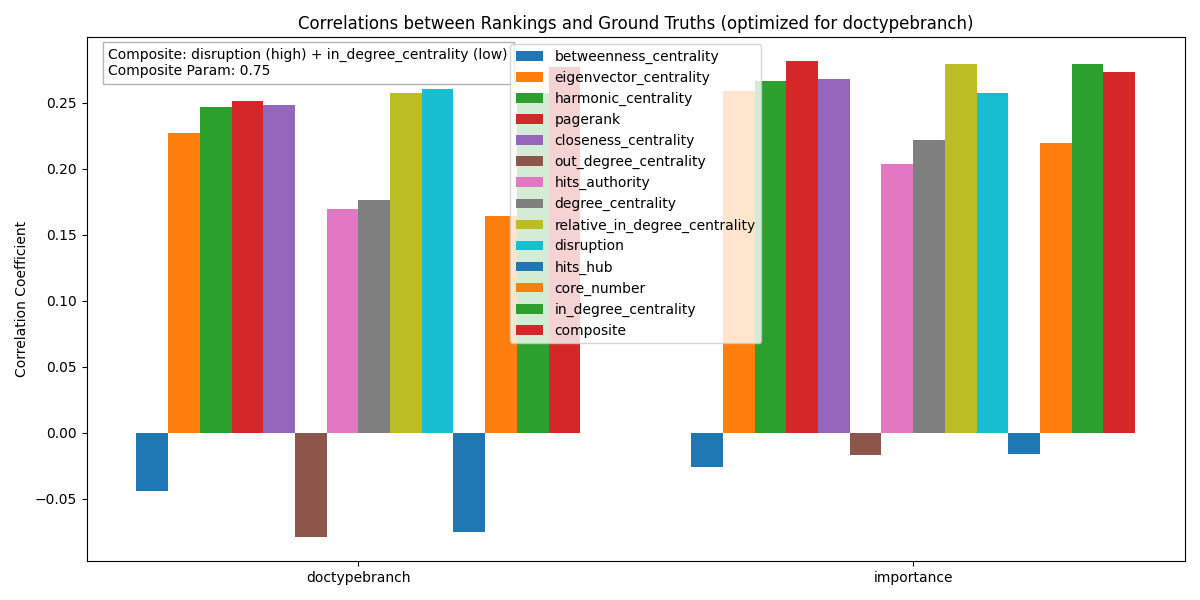 Correlations between Rankings and Ground Truths (optimized for doctypebranch)
Composite: disruption (high) + in_degree_centrality (low)
Composite Param: 0.75
betweenness_centrality
eigenvector_centrality
harmonic_centrality
pagerank
closeness_centrality
out_degree_centrality
hits_authority
degree_centrality
relative_in_degree_centrality
disruption
hits_hub
core_number
in_degree_centrality
composite
Correlation Coefficient
0.25
0.20
0.15
0.10
0.05
0.00
−0.05
doctypebranch
importance